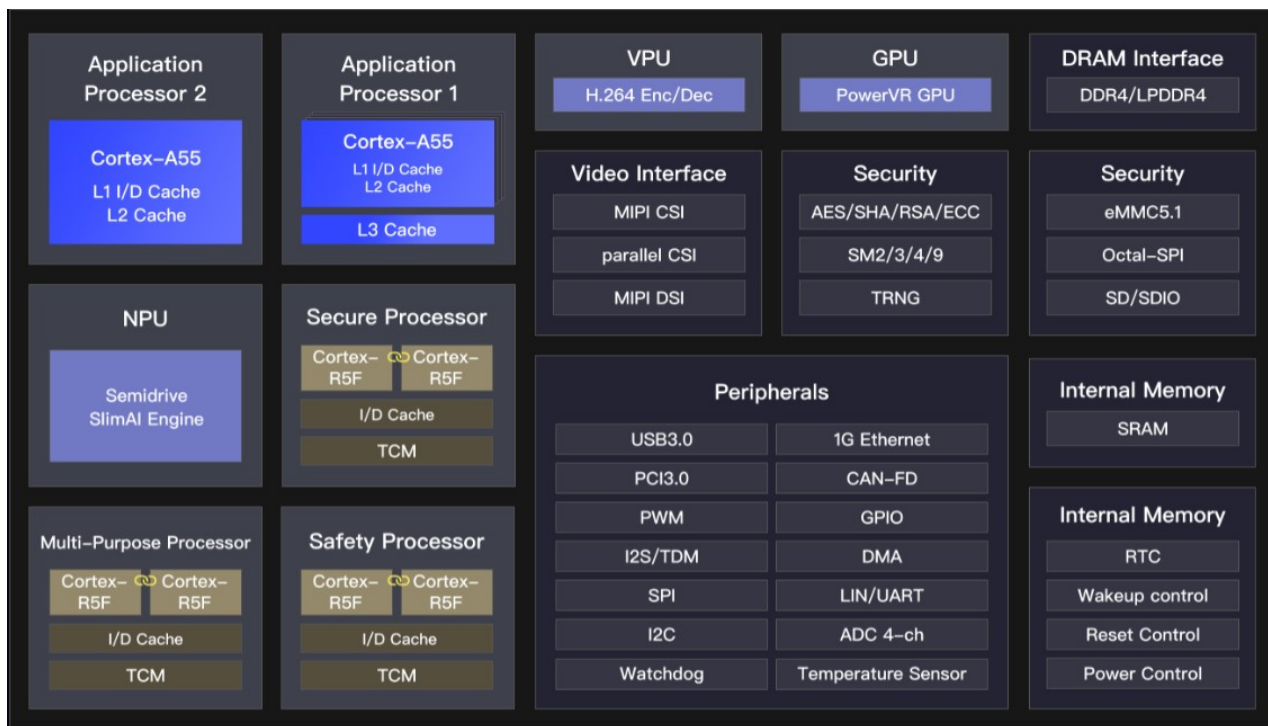 Application
Processor 2
Cortex-A55
L1 I/D Cache
L2 Cache
Application
Processor 1
Cortex-A55
L1 I/D Cache
L2 Cache
L3 Cache
VPU
H.264 Enc/Dec
GPU
PowerVR GPU
DRAM Interface
DDR4/LPDDR4
Video Interface
MIPI CSI
parallel CSI
MIPI DSI
Security
AES/SHA/RSA/ECC
SM2/3/4/9
TRNG
Security
eMMC5.1
Octal-SPI
SD/SDIO
NPU
Semidrive
SlimAI Engine
Secure Processor
Cortex-
R5F
Cortex-
R5F
I/D Cache
TCM
Multi-Purpose Processor
Cortex-
R5F
Cortex-
R5F
I/D Cache
TCM
Safety Processor
Cortex-
R5F
Cortex-
R5F
I/D Cache
TCM
Peripherals
USB3.0
1G Ethernet
PCI3.0
CAN-FD
PWM
GPIO
I2S/TDM
DMA
SPI
LIN/UART
I2C
ADC 4-ch
Watchdog
Temperature Sensor
Internal Memory
SRAM
Internal Memory
RTC
Wakeup control
Reset Control
Power Control